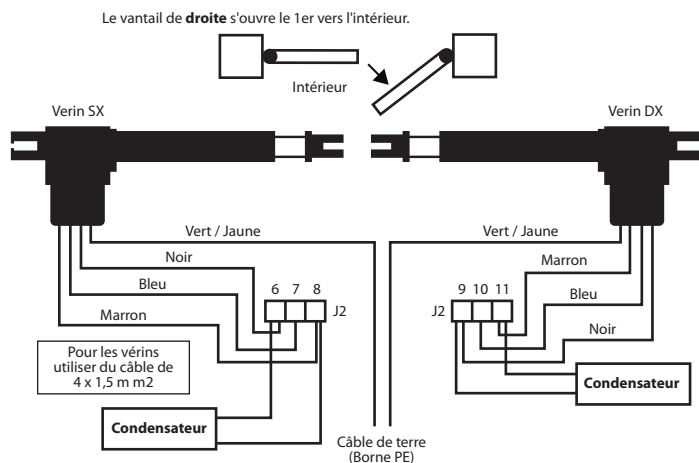 Le vantail de droite s'ouvre le 1er vers l'intérieur.
Intérieur
Verin SX
Verin DX
Vert / Jaune
Vert / Jaune
Noir
Marron
Bleu
6 7 8
9 10 11
Bleu
Marron
J2
J2
Noir
Pour les vérins
utiliser du câble de
4 x 1,5 m m2
Condensateur
Condensateur
Câble de terre
(Borne PE)